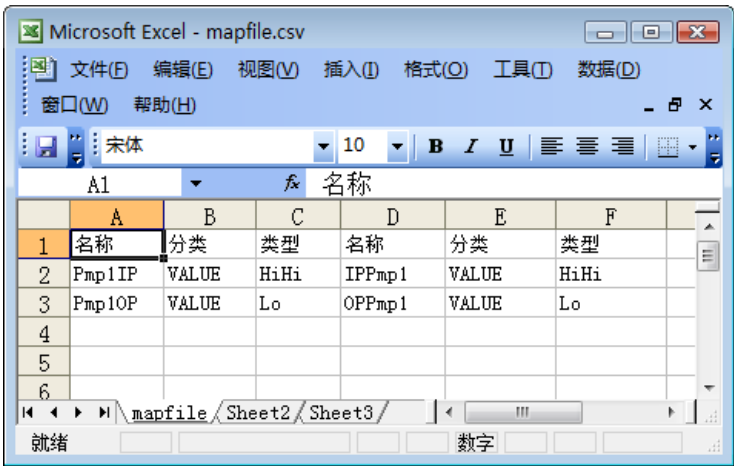 Microsoft Excel - mapfile.csv
文件(F) 编辑(E) 视图(V) 插入(I) 格式(O) 工具(T) 数据(D)
窗口(W) 帮助(H)
宋体 10 B I U
A1 fx 名称
A B C D E F
1 名称 分类 类型 名称 分类 类型
2 Pmp1IP VALUE HiHi IPPmp1 VALUE HiHi
3 Pmp1OP VALUE Lo OPPmp1 VALUE Lo
4
5
6
mapfile Sheet2 Sheet3
就绪 数字